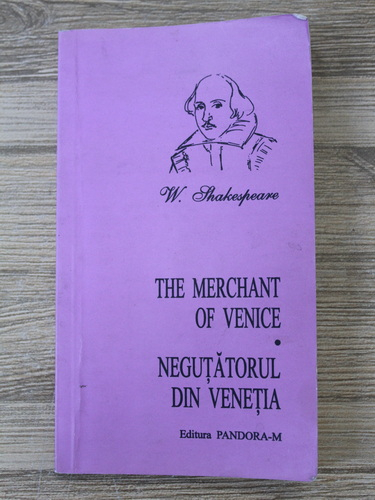 W. Shakespeare
THE MERCHANT
OF VENICE
•
NEGUȚĂTORUL
DIN VENEȚIA
Editura PANDORA-M